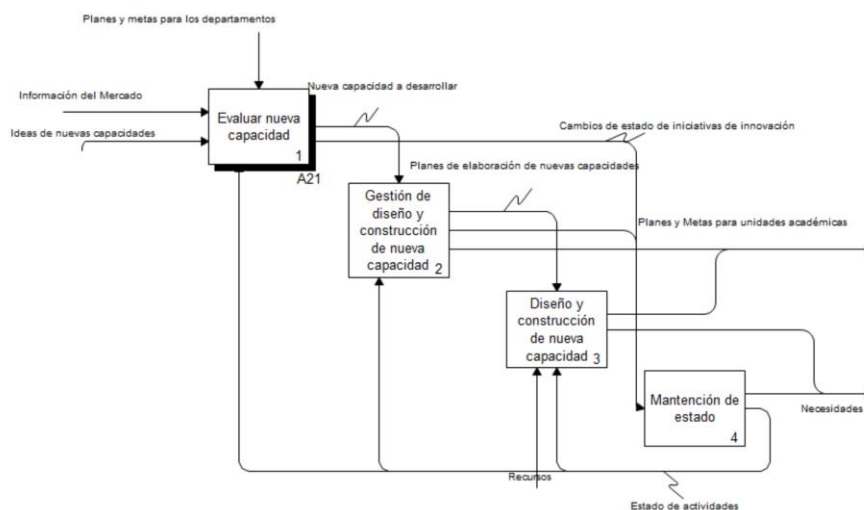 Planes y metas para los departamentos
Nueva capacidad a desarrollar
Información del Mercado
Ideas de nuevas capacidades
Evaluar nueva
capacidad
1
A21
Cambios de estado de iniciativas de innovación
Planes de elaboración de nuevas capacidades
Gestión de
diseño y
construcción
de nueva
capacidad
2
Planes y Metas para unidades académicas
Diseño y
construcción
de nueva
capacidad
3
Mantención de
estado
4
Necesidades
Recursos
Estado de actividades